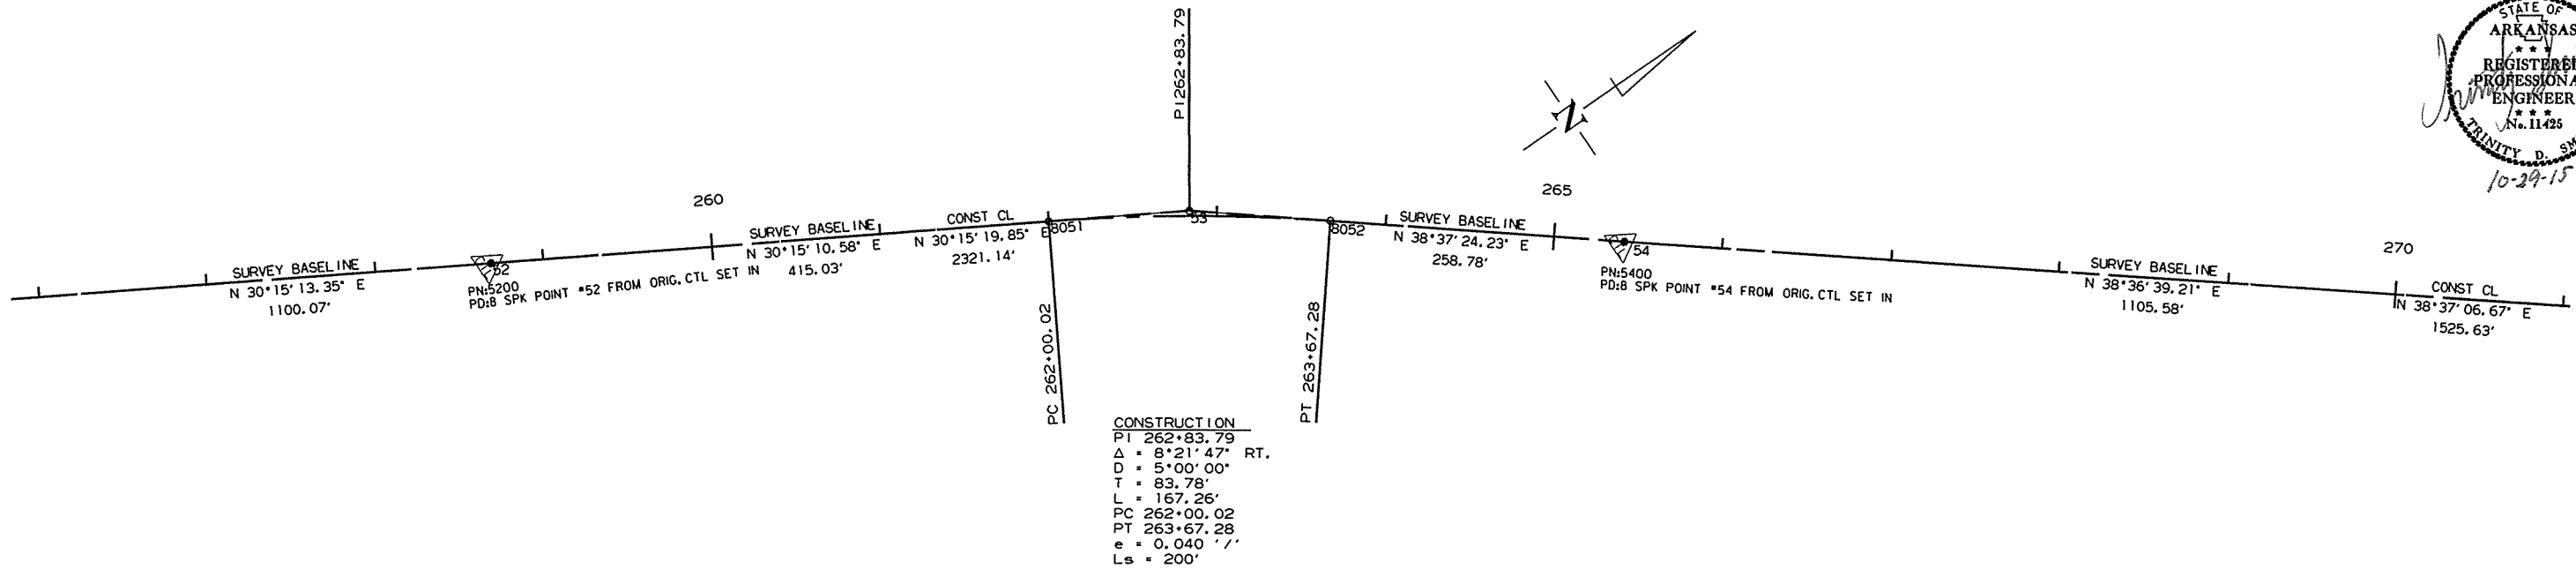 PI 262+83.79
STATE OF
ARKANSAS
★ ★ ★
REGISTERED
PROFESSIONAL
ENGINEER
★ ★ ★
No. 11425
TRINITY D.
10-29-15
N
260
265
270
SURVEY BASELINE
N 30°15'13.35" E
1100.07'
52
PN:5200
PD:8 SPK POINT #52 FROM ORIG.CTL SET IN
SURVEY BASELINE
N 30°15'10.58" E
415.03'
CONST CL
N 30°15'19.85" E
2321.14'
8051
53
8052
SURVEY BASELINE
N 38°37'24.23" E
258.78'
54
PN:5400
PD:8 SPK POINT #54 FROM ORIG.CTL SET IN
SURVEY BASELINE
N 38°36'39.21" E
1105.58'
CONST CL
N 38°37'06.67" E
1525.63'
PC 262+00.02
PT 263+67.28
CONSTRUCTION
PI 262+83.79
Δ = 8°21'47" RT.
D = 5°00'00"
T = 83.78'
L = 167.26'
PC 262+00.02
PT 263+67.28
e = 0.040 '/'
Ls = 200'